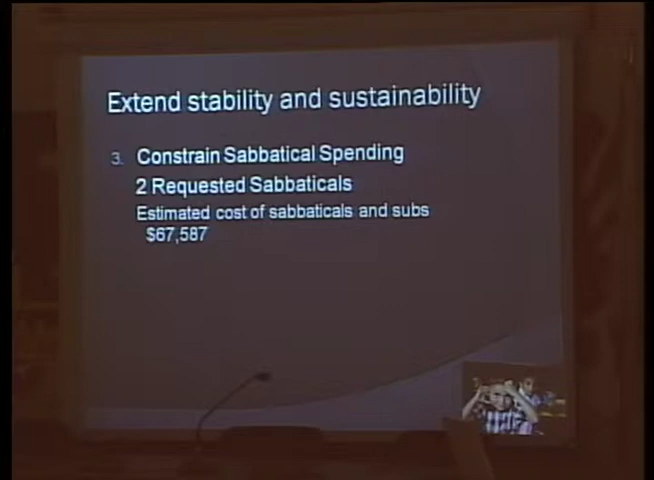 Extend stability and sustainability
3. Constrain Sabbatical Spending
2 Requested Sabbaticals
Estimated cost of sabbaticals and subs
$67,587